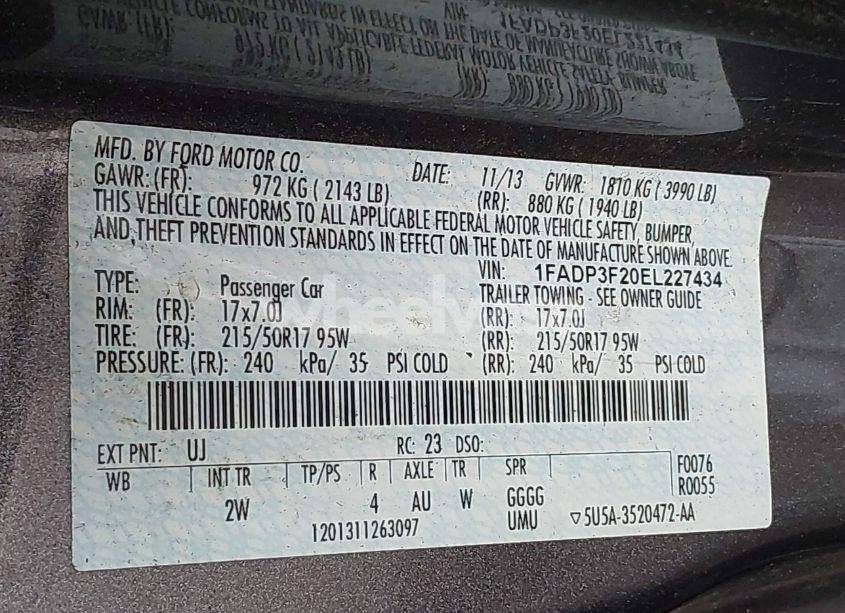 MFD. BY FORD MOTOR CO. DATE: 11/13 GVWR: 1810 KG ( 3990 LB)
GAWR: (FR): 972 KG ( 2143 LB) (RR): 880 KG ( 1940 LB)
THIS VEHICLE CONFORMS TO ALL APPLICABLE FEDERAL MOTOR VEHICLE SAFETY, BUMPER,
AND, THEFT PREVENTION STANDARDS IN EFFECT ON THE DATE OF MANUFACTURE SHOWN ABOVE.
VIN: 1FADP3F20EL227434
TYPE: Passenger Car TRAILER TOWING - SEE OWNER GUIDE
RIM: (FR): 17x7.0J (RR): 17x7.0J
TIRE: (FR): 215/50R17 95W (RR): 215/50R17 95W
PRESSURE: (FR): 240 kPa/ 35 PSI COLD (RR): 240 kPa/ 35 PSI COLD
EXT PNT: UJ RC: 23 DSO:
WB INT TR TP/PS R AXLE TR SPR F0076
R0055
2W 4 AU W GGGG
UMU
1201311263097 ▽5U5A-3520472-AA